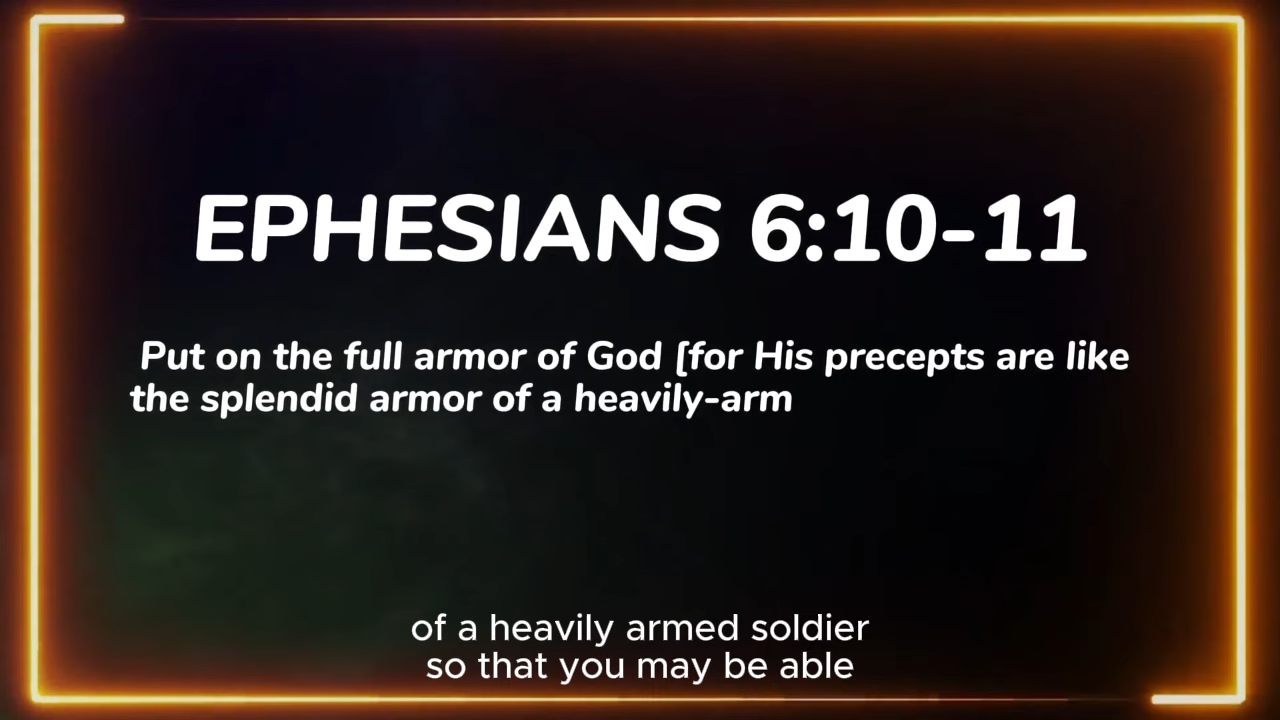 EPHESIANS 6:10-11
Put on the full armor of God [for His precepts are like
the splendid armor of a heavily-arm
of a heavily armed soldier
so that you may be able